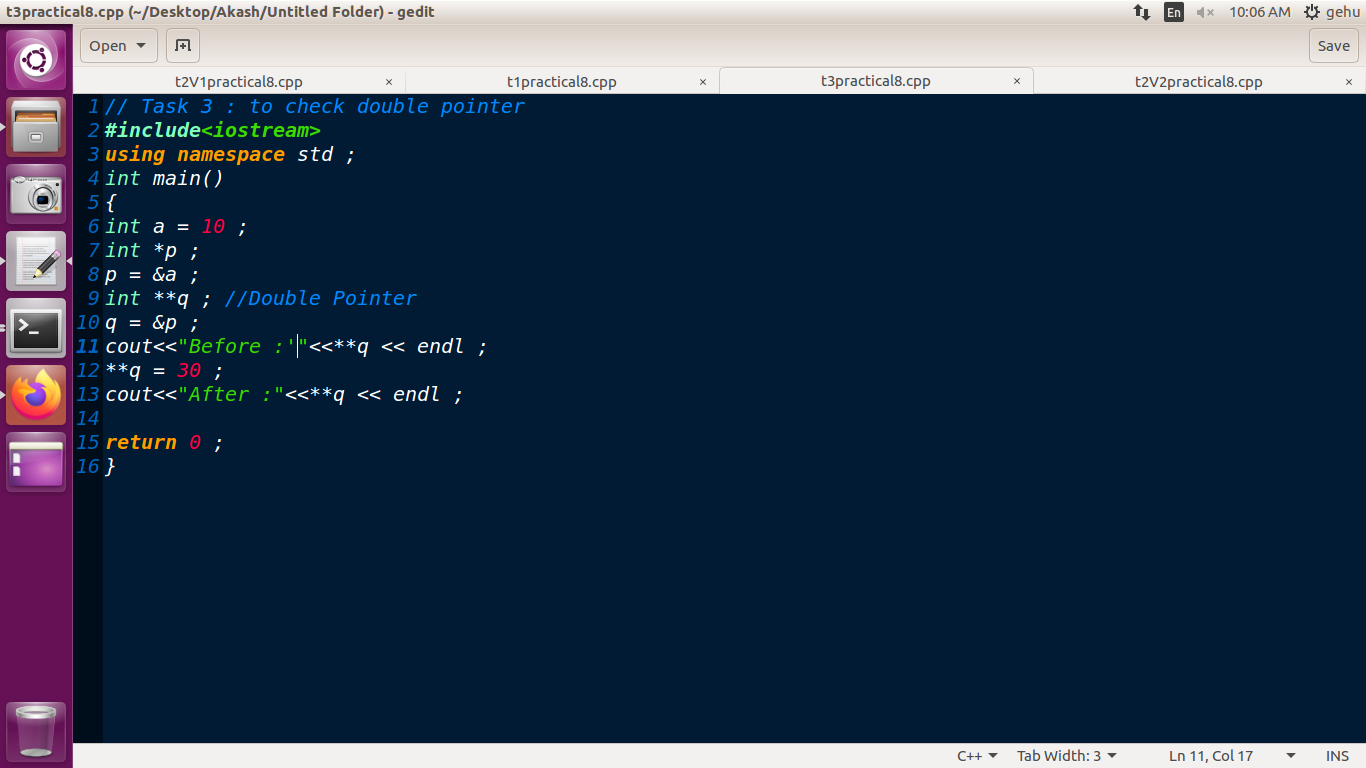 t3practical8.cpp (~/Desktop/Akash/Untitled Folder) - gedit
En
10:06 AM
gehu
Open
Save
t2V1practical8.cpp ×
t1practical8.cpp ×
t3practical8.cpp ×
t2V2practical8.cpp ×
1 // Task 3 : to check double pointer
2 #include<iostream>
3 using namespace std ;
4 int main()
5 {
6 int a = 10 ;
7 int *p ;
8 p = &a ;
9 int **q ; //Double Pointer
10 q = &p ;
11 cout<<"Before :'"<<**q << endl ;
12 **q = 30 ;
13 cout<<"After :"<<**q << endl ;
14
15 return 0 ;
16 }
C++
Tab Width: 3
Ln 11, Col 17
INS